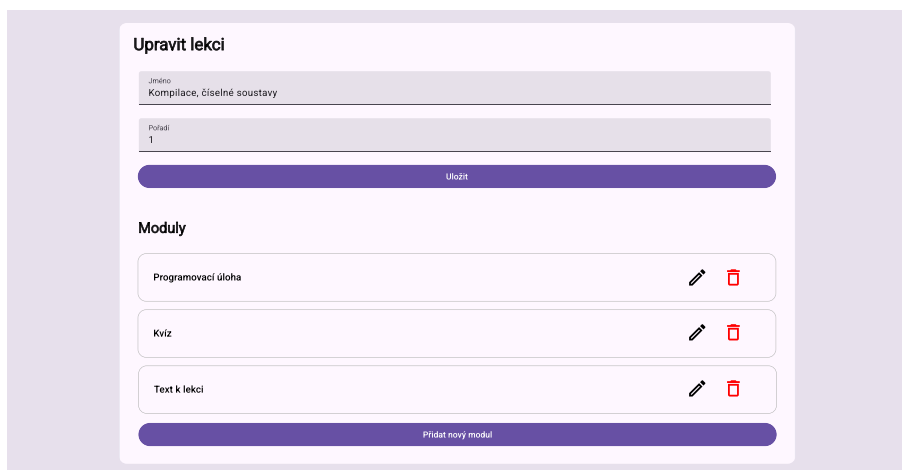 Upravit lekci
Jméno
Kompilace, číselné soustavy
Pořadí
1
Uložit
Moduly
Programovací úloha
Kvíz
Text k lekci
Přidat nový modul